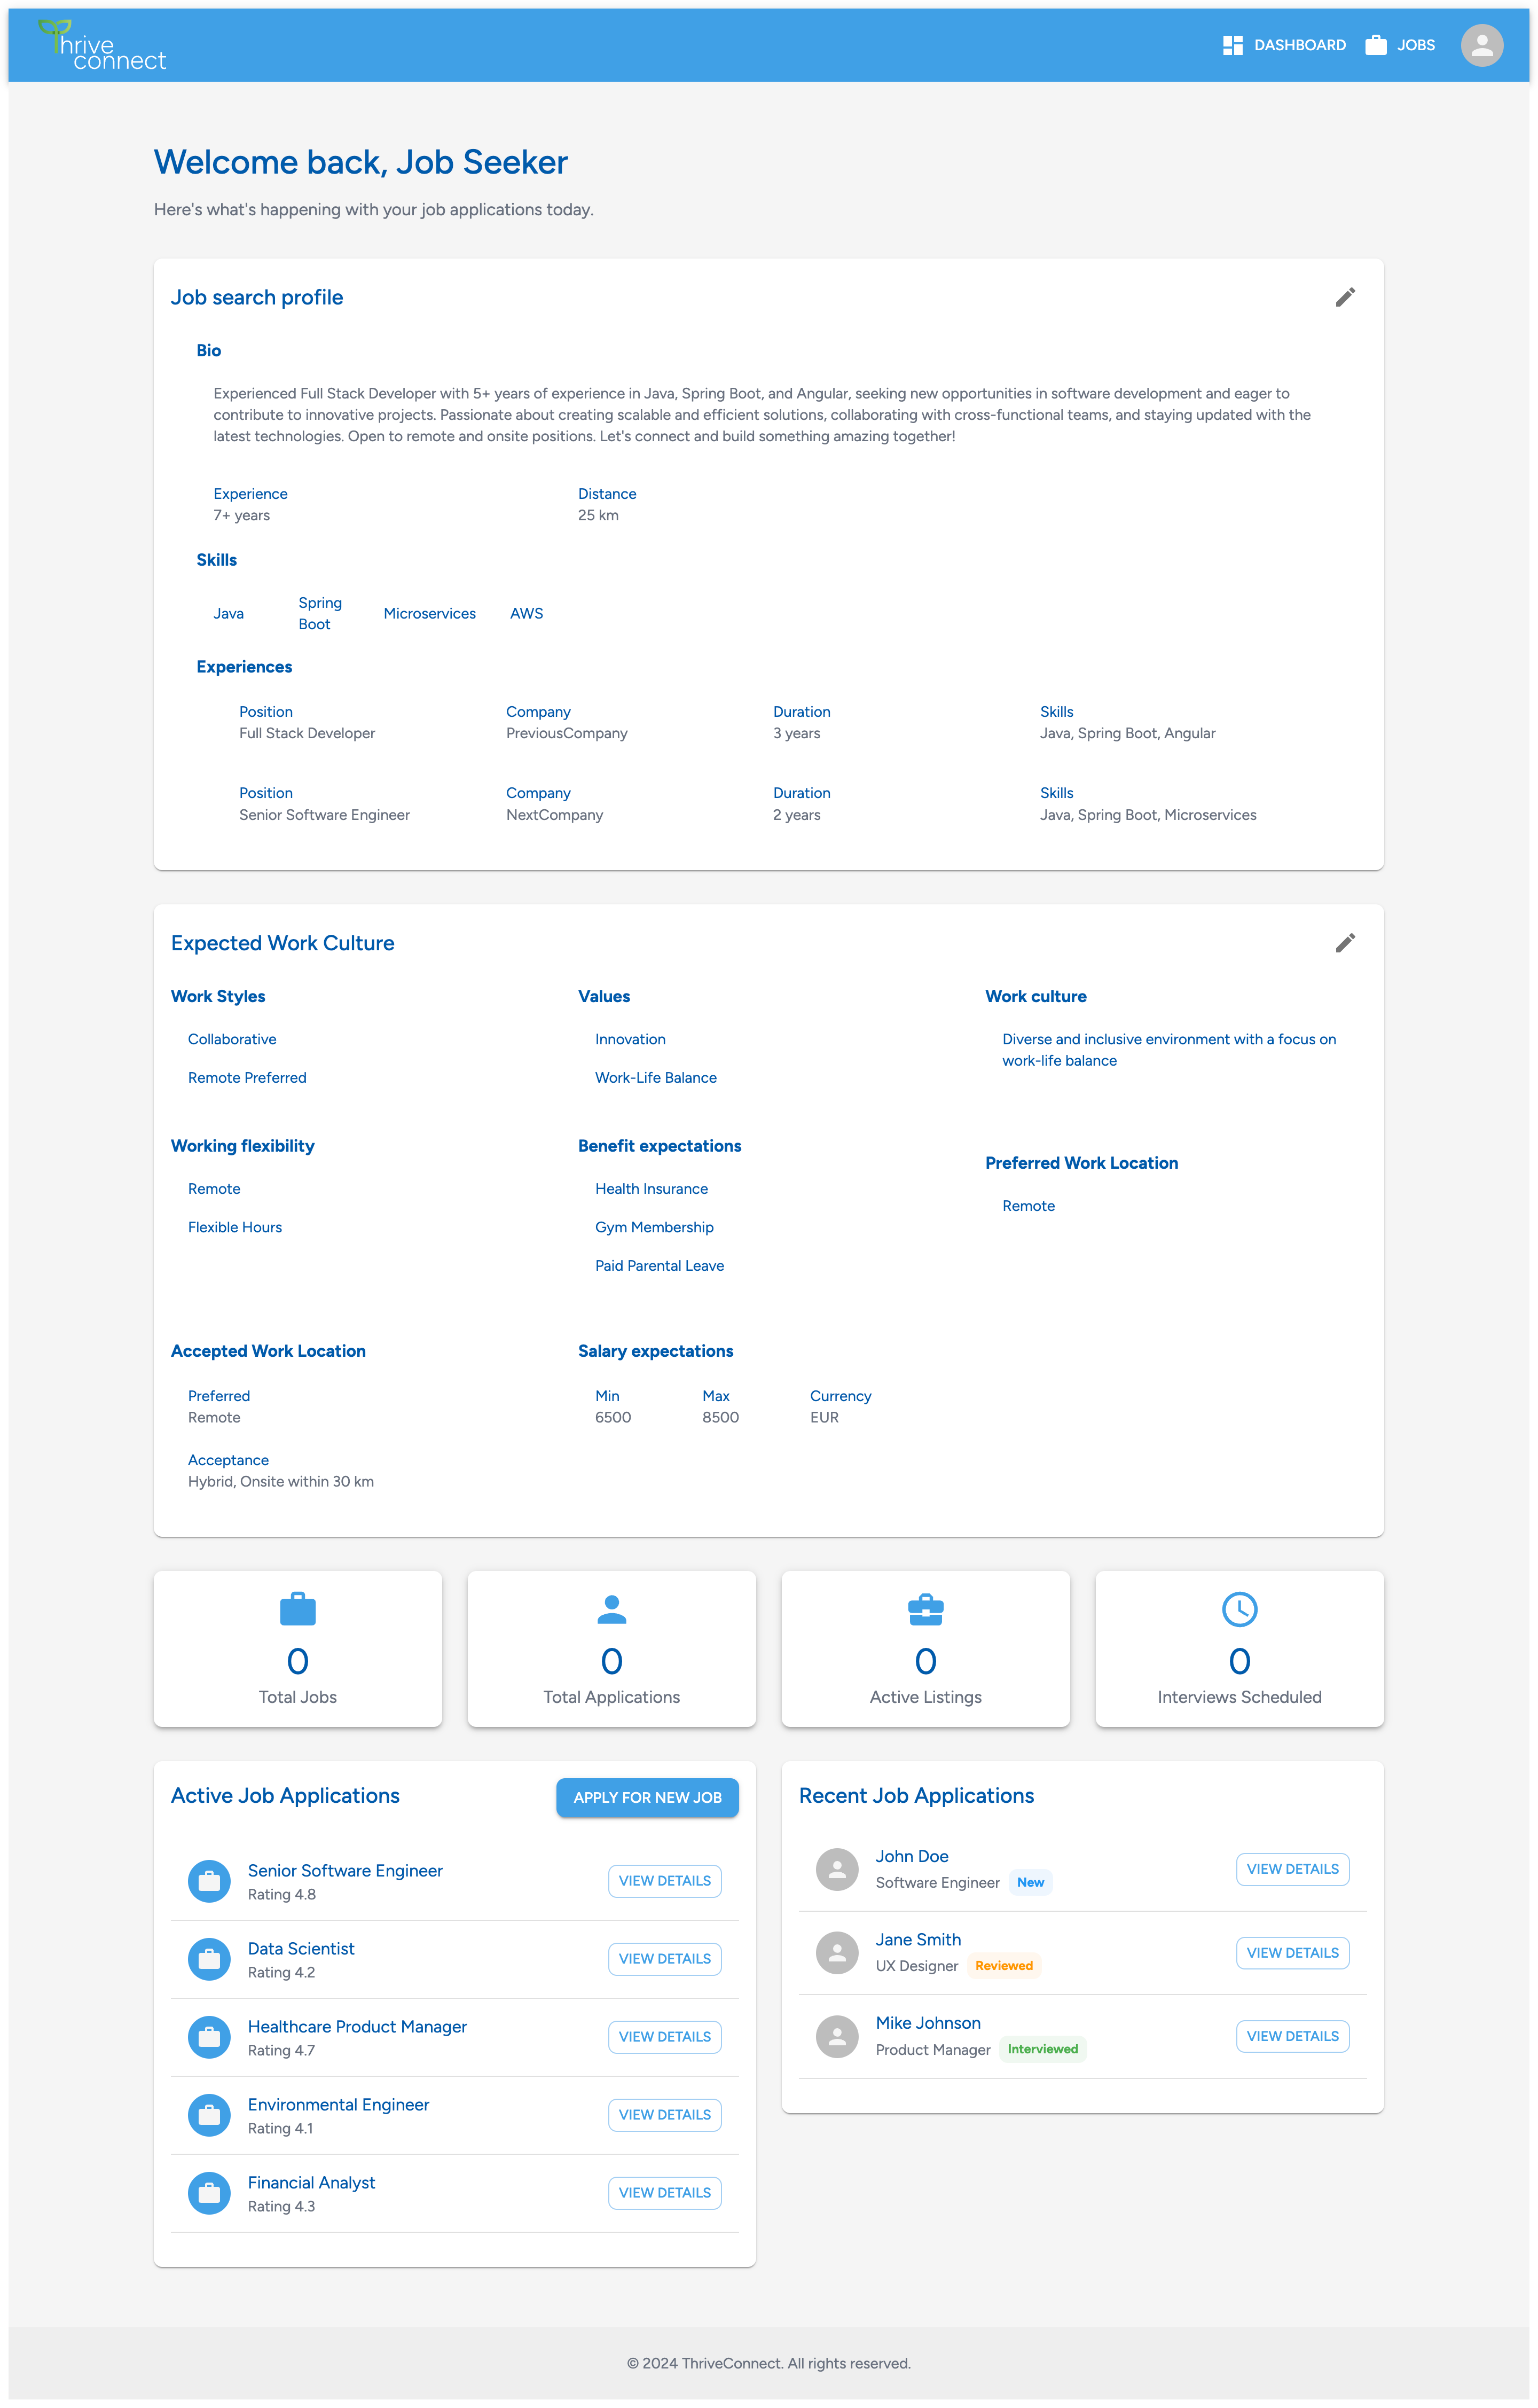 Thrive
connect
DASHBOARD
JOBS
Welcome back, Job Seeker
Here's what's happening with your job applications today.
Job search profile
Bio
Experienced Full Stack Developer with 5+ years of experience in Java, Spring Boot, and Angular, seeking new opportunities in software development and eager to
contribute to innovative projects. Passionate about creating scalable and efficient solutions, collaborating with cross-functional teams, and staying updated with the
latest technologies. Open to remote and onsite positions. Let's connect and build something amazing together!
Experience
7+ years
Distance
25 km
Skills
Java
Spring
Boot
Microservices
AWS
Experiences
Position
Full Stack Developer
Company
PreviousCompany
Duration
3 years
Skills
Java, Spring Boot, Angular
Position
Senior Software Engineer
Company
NextCompany
Duration
2 years
Skills
Java, Spring Boot, Microservices
Expected Work Culture
Work Styles
Collaborative
Remote Preferred
Values
Innovation
Work-Life Balance
Work culture
Diverse and inclusive environment with a focus on
work-life balance
Working flexibility
Remote
Flexible Hours
Benefit expectations
Health Insurance
Gym Membership
Paid Parental Leave
Preferred Work Location
Remote
Accepted Work Location
Preferred
Remote
Acceptance
Hybrid, Onsite within 30 km
Salary expectations
Min
6500
Max
8500
Currency
EUR
0
Total Jobs
0
Total Applications
0
Active Listings
0
Interviews Scheduled
Active Job Applications
APPLY FOR NEW JOB
Senior Software Engineer
Rating 4.8
VIEW DETAILS
Data Scientist
Rating 4.2
VIEW DETAILS
Healthcare Product Manager
Rating 4.7
VIEW DETAILS
Environmental Engineer
Rating 4.1
VIEW DETAILS
Financial Analyst
Rating 4.3
VIEW DETAILS
Recent Job Applications
John Doe
Software Engineer New
VIEW DETAILS
Jane Smith
UX Designer Reviewed
VIEW DETAILS
Mike Johnson
Product Manager Interviewed
VIEW DETAILS
© 2024 ThriveConnect. All rights reserved.